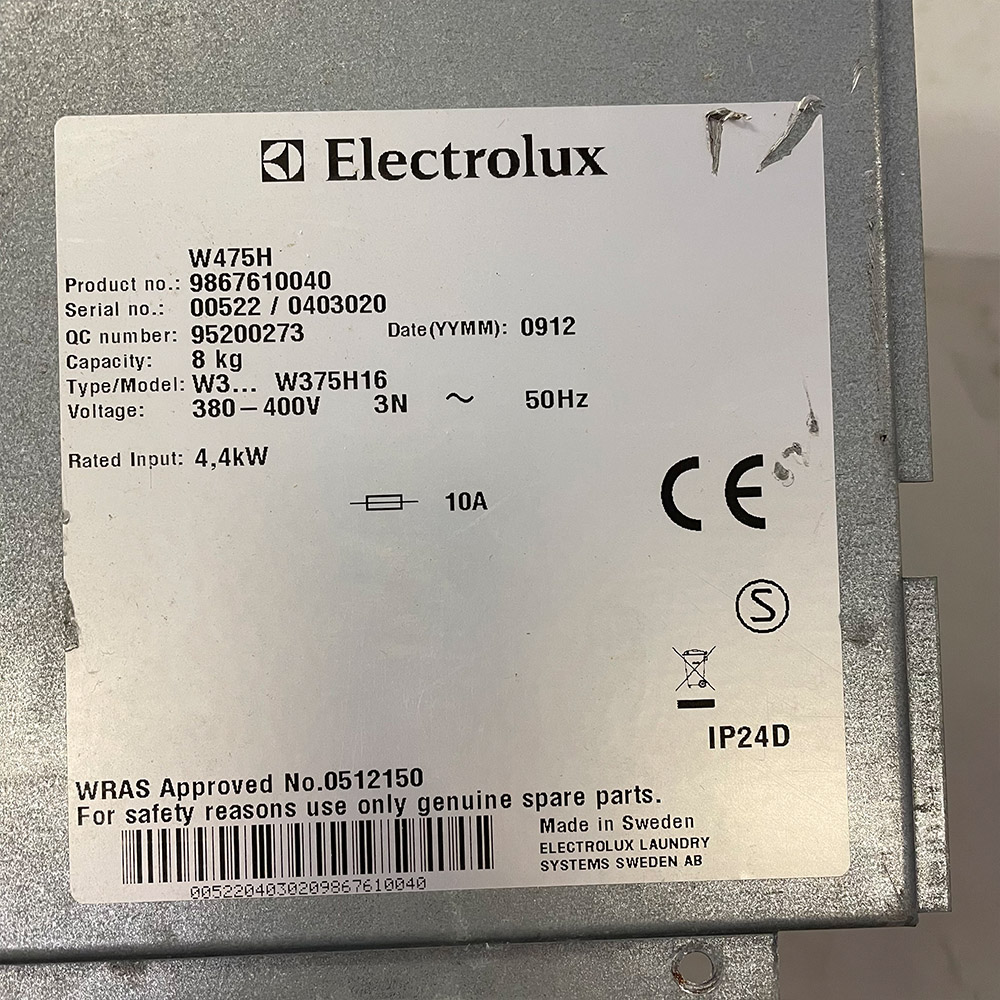 Electrolux
W475H
Product no.: 9867610040
Serial no.: 00522 / 0403020
QC number: 95200273 Date(YYMM): 0912
Capacity: 8 kg
Type/Model: W3... W375H16
Voltage: 380-400V 3N ~ 50Hz
Rated Input: 4,4kW
10A
CE
S
IP24D
WRAS Approved No.0512150
For safety reasons use only genuine spare parts.
Made in Sweden
ELECTROLUX LAUNDRY
SYSTEMS SWEDEN AB
0052204030209867610040